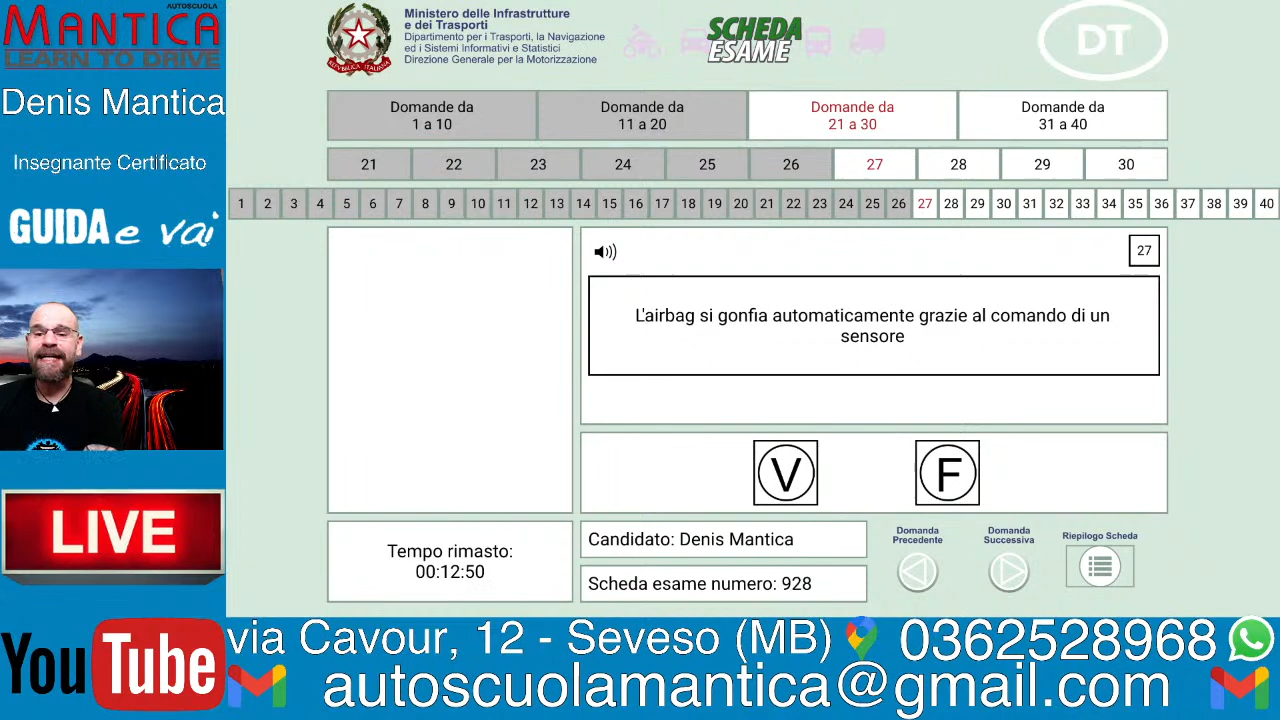 AUTOSCUOLA
MANTICA
LEARN TO DRIVE
Denis Mantica
Insegnante Certificato
GUIDA e vai
LIVE
YouTube
Ministero delle Infrastrutture
e dei Trasporti
Dipartimento per i Trasporti, la Navigazione
ed i Sistemi Informativi e Statistici
Direzione Generale per la Motorizzazione
SCHEDA
ESAME
DT
Domande da
1 a 10
Domande da
11 a 20
Domande da
21 a 30
Domande da
31 a 40
21 22 23 24 25 26 27 28 29 30
1 2 3 4 5 6 7 8 9 10 11 12 13 14 15 16 17 18 19 20 21 22 23 24 25 26 27 28 29 30 31 32 33 34 35 36 37 38 39 40
27
L'airbag si gonfia automaticamente grazie al comando di un
sensore
V F
Tempo rimasto:
00:12:50
Candidato: Denis Mantica
Scheda esame numero: 928
Domanda
Precedente
Domanda
Successiva
Riepilogo Scheda
via Cavour, 12 - Seveso (MB) 0362528968
autoscuolamantica@gmail.com